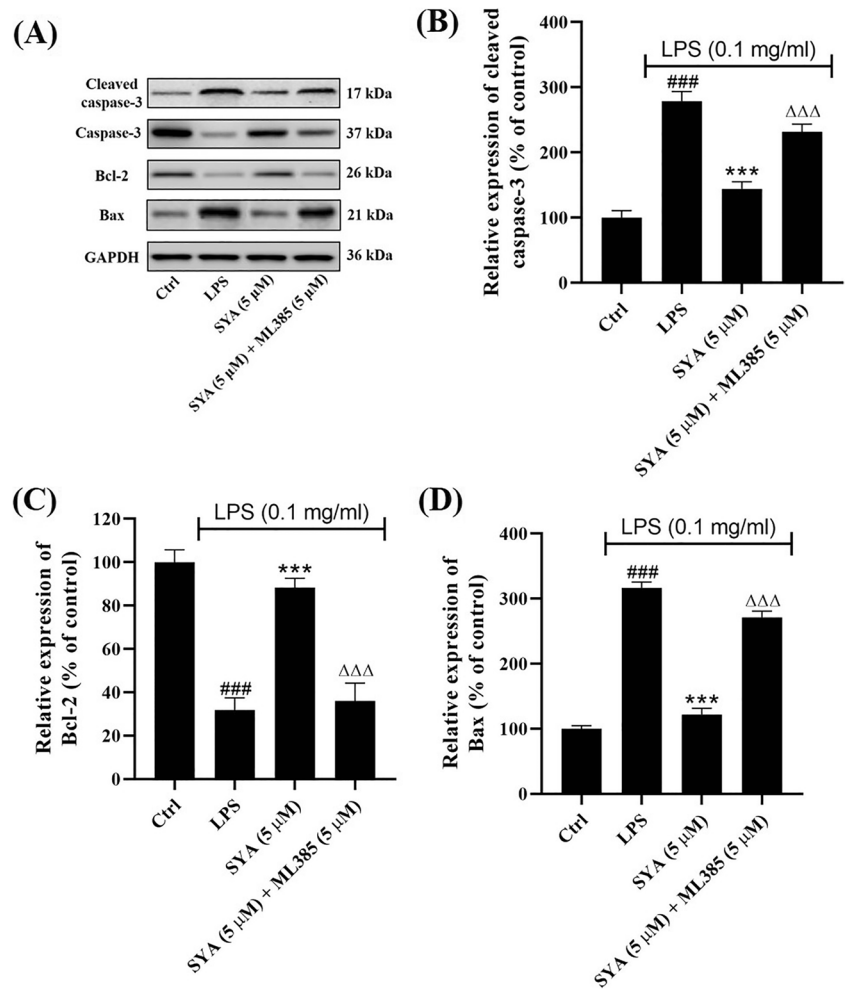 (A)
Cleaved
caspase-3
17 kDa
Caspase-3
37 kDa
Bcl-2
26 kDa
Bax
21 kDa
GAPDH
36 kDa
Ctrl
LPS
SYA (5 μM)
SYA (5 μM) + ML385 (5 μM)
(B)
Relative expression of cleaved
caspase-3 (% of control)
400
300
200
100
0
LPS (0.1 mg/ml)
###
***
ΔΔΔ
Ctrl
LPS
SYA (5 μM)
SYA (5 μM) + ML385 (5 μM)
(C)
Relative expression of
Bcl-2 (% of control)
120
100
80
60
40
20
0
LPS (0.1 mg/ml)
###
***
ΔΔΔ
Ctrl
LPS
SYA (5 μM)
SYA (5 μM) + ML385 (5 μM)
(D)
Relative expression of
Bax (% of control)
400
300
200
100
0
LPS (0.1 mg/ml)
###
***
ΔΔΔ
Ctrl
LPS
SYA (5 μM)
SYA (5 μM) + ML385 (5 μM)